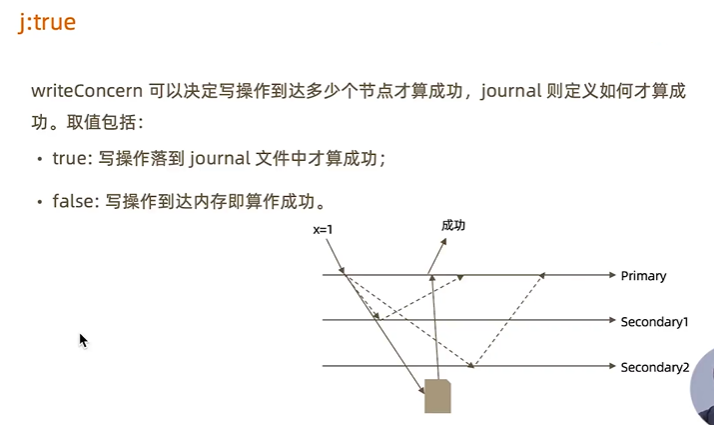 j:true
writeConcern 可以决定写操作到达多少个节点才算成功，journal 则定义如何才算成
功。取值包括：
• true: 写操作落到 journal 文件中才算成功；
• false: 写操作到达内存即算作成功。
x=1
成功
Primary
Secondary1
Secondary2